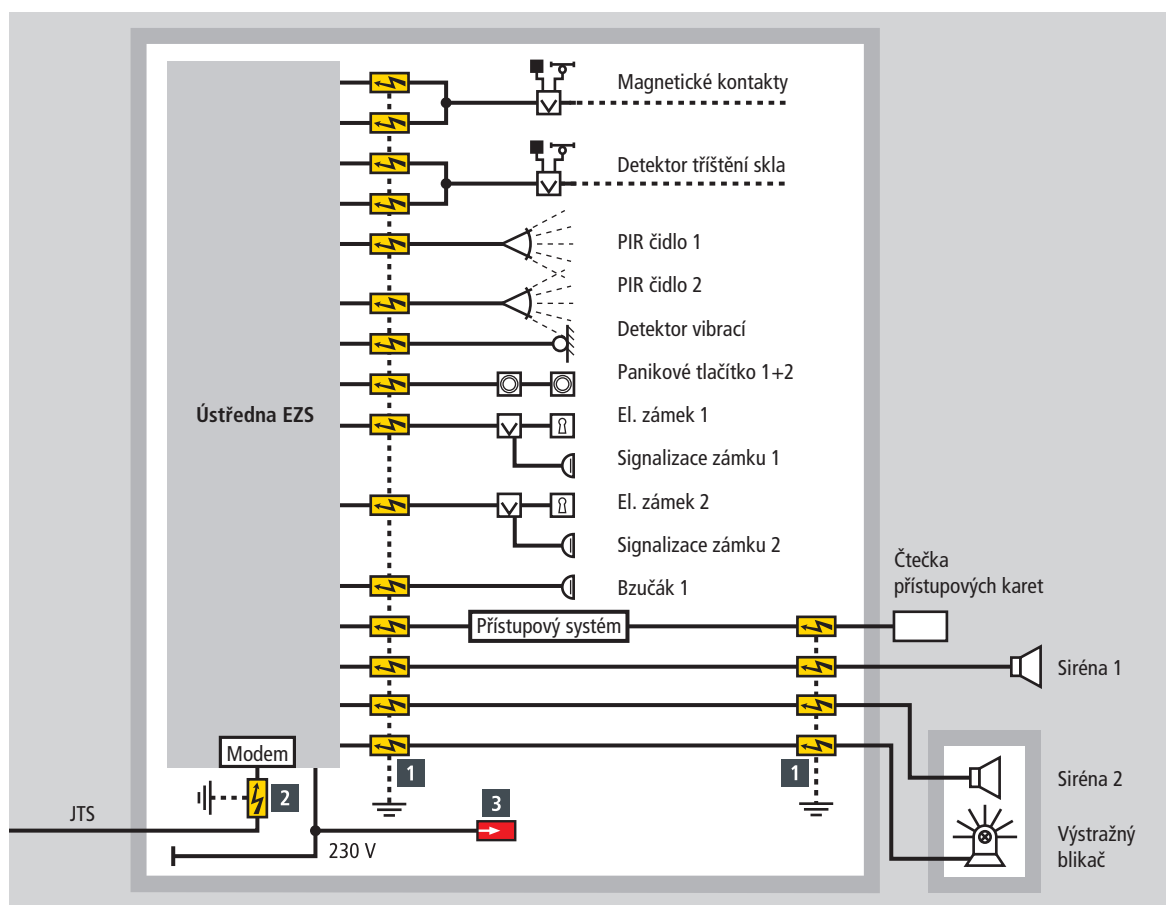 Magnetické kontakty
Detektor tříštění skla
PIR čidlo 1
PIR čidlo 2
Detektor vibrací
Panikové tlačítko 1+2
Ústředna EZS
El. zámek 1
Signalizace zámku 1
El. zámek 2
Signalizace zámku 2
Bzučák 1
Čtečka
přístupových karet
Přístupový systém
Siréna 1
Modem
1
1
Siréna 2
2
3
JTS
230 V
Výstražný
blikač